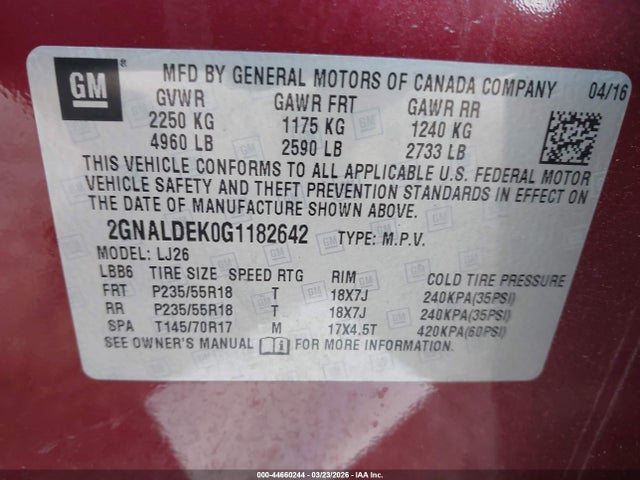 GM
MFD BY GENERAL MOTORS OF CANADA COMPANY 04/16
GVWR GAWR FRT GAWR RR
2250 KG 1175 KG 1240 KG
4960 LB 2590 LB 2733 LB
THIS VEHICLE CONFORMS TO ALL APPLICABLE U.S. FEDERAL MOTOR
VEHICLE SAFETY AND THEFT PREVENTION STANDARDS IN EFFECT ON
THE DATE OF MANUFACTURE SHOWN ABOVE.
2GNALDEK0G1182642 TYPE: M.P.V.
MODEL: LJ26
LBB6 TIRE SIZE SPEED RTG RIM COLD TIRE PRESSURE
FRT P235/55R18 T 18X7J 240KPA(35PSI)
RR P235/55R18 T 18X7J 240KPA(35PSI)
SPA T145/70R17 M 17X4.5T 420KPA(60PSI)
SEE OWNER'S MANUAL i FOR MORE INFORMATION.
000-44660244 - 03/23/2026 - IAA Inc.